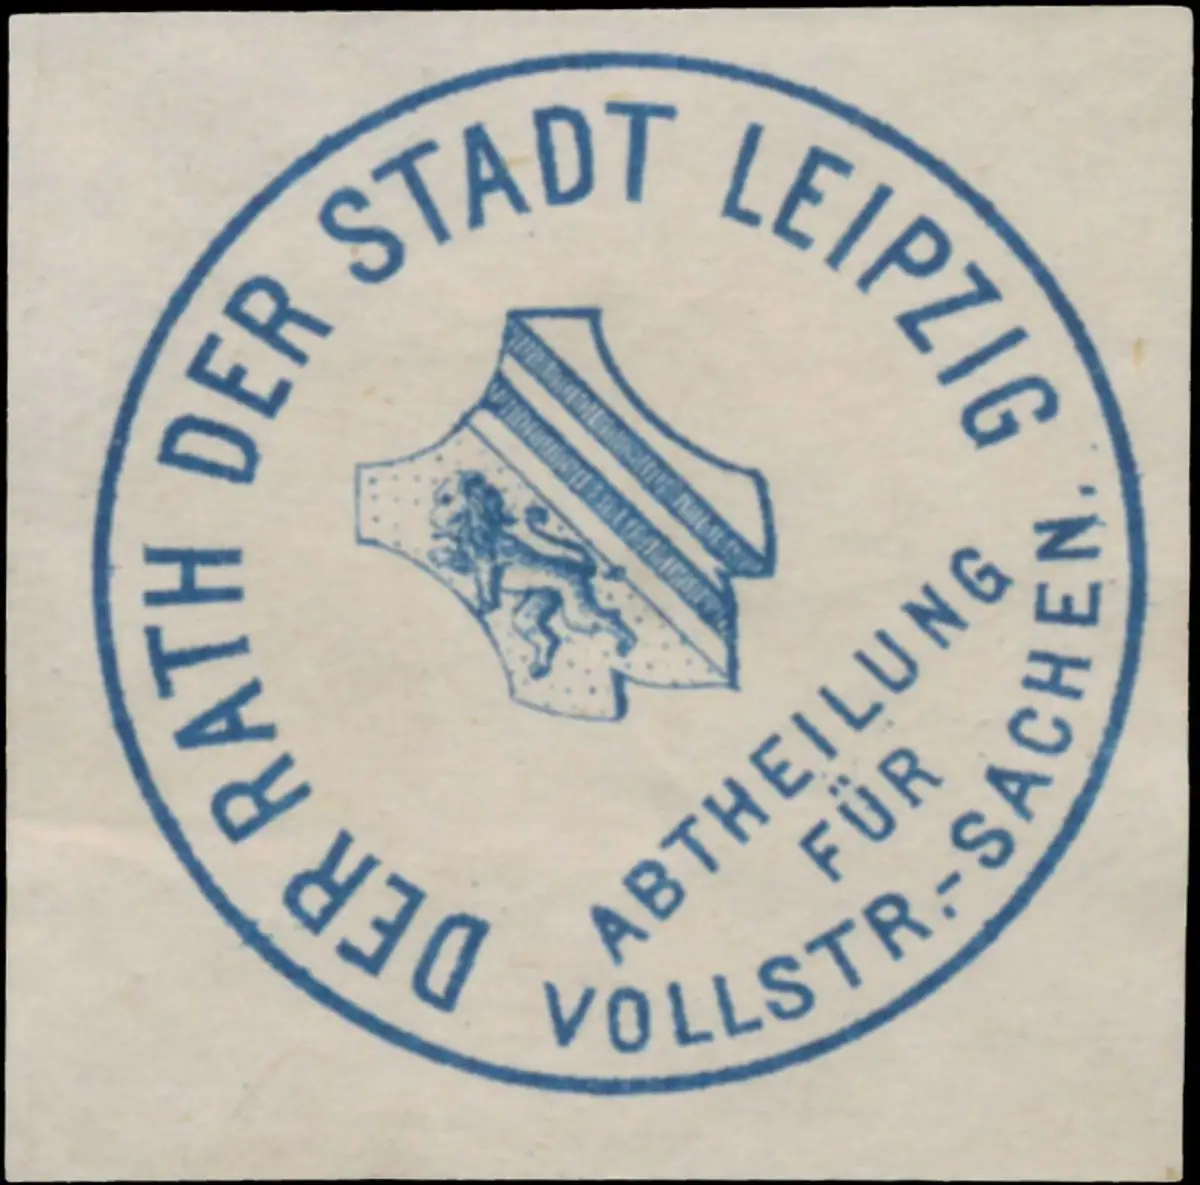 DER RATH DER STADT LEIPZIG
ABTHEILUNG
FÜR
VOLLSTR.-SACHEN.